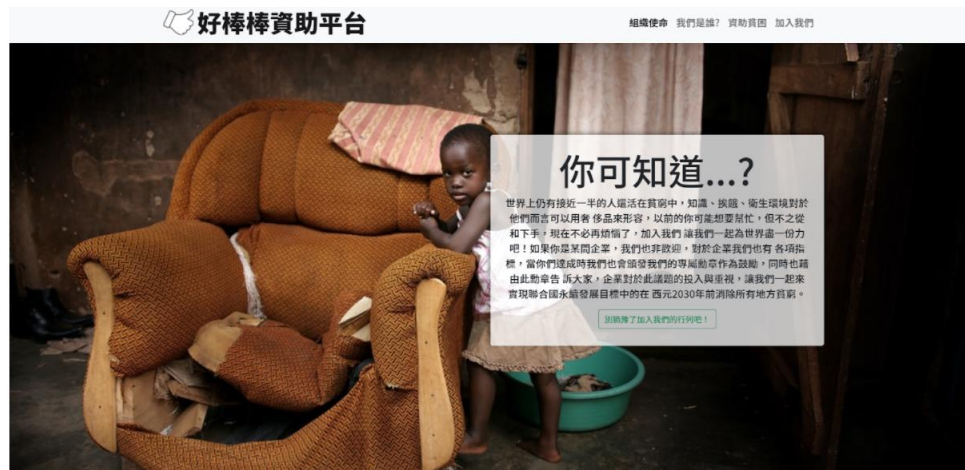 好棒棒資助平台
組織使命 我們是誰? 資助貧困 加入我們
你可知道...?
世界上仍有接近一半的人還活在貧窮中，知識、挨餓、衛生環境對於
他們而言可以用奢 侈品來形容，以前的你可能想要幫忙，但不之從
和下手，現在不必再煩惱了，加入我們 讓我們一起為世界盡一份力
吧！如果你是某間企業，我們也非歡迎，對於企業我們也有 各項指
標，當你們達成時我們也會頒發我們的專屬勳章作為鼓勵，同時也藉
由此勳章告 訴大家，企業對於此議題的投入與重視，讓我們一起來
實現聯合國永續發展目標中的在 西元2030年前消除所有地方貧窮。
別猶豫了加入我們的行列吧！